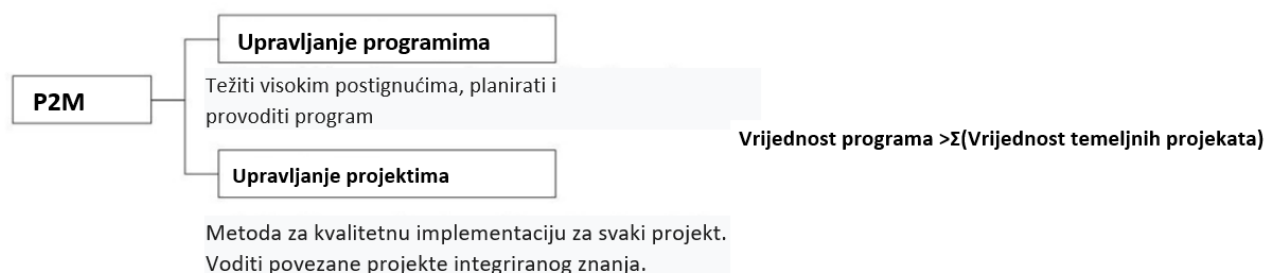 Upravljanje programima
P2M
Težiti visokim postignućima, planirati i
provoditi program
Vrijednost programa >Σ(Vrijednost temeljnih projekata)
Upravljanje projektima
Metoda za kvalitetnu implementaciju za svaki projekt.
Voditi povezane projekte integriranog znanja.